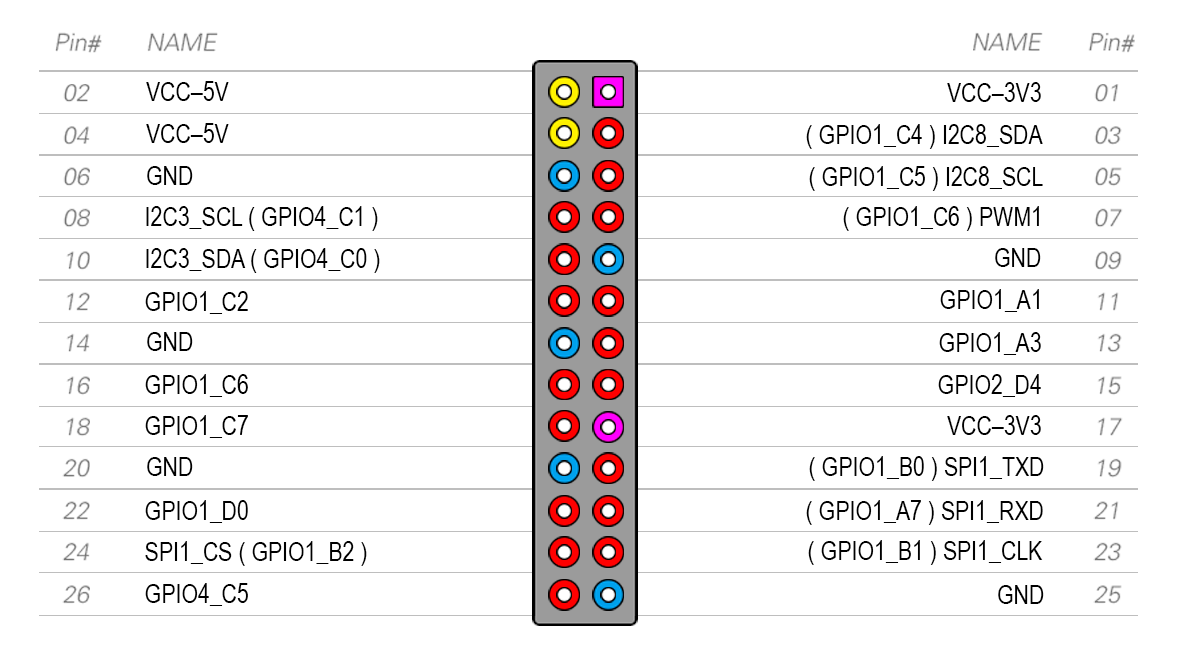 Pin# NAME NAME Pin#
02 VCC–5V VCC–3V3 01
04 VCC–5V ( GPIO1_C4 ) I2C8_SDA 03
06 GND ( GPIO1_C5 ) I2C8_SCL 05
08 I2C3_SCL ( GPIO4_C1 ) ( GPIO1_C6 ) PWM1 07
10 I2C3_SDA ( GPIO4_C0 ) GND 09
12 GPIO1_C2 GPIO1_A1 11
14 GND GPIO1_A3 13
16 GPIO1_C6 GPIO2_D4 15
18 GPIO1_C7 VCC–3V3 17
20 GND ( GPIO1_B0 ) SPI1_TXD 19
22 GPIO1_D0 ( GPIO1_A7 ) SPI1_RXD 21
24 SPI1_CS ( GPIO1_B2 ) ( GPIO1_B1 ) SPI1_CLK 23
26 GPIO4_C5 GND 25